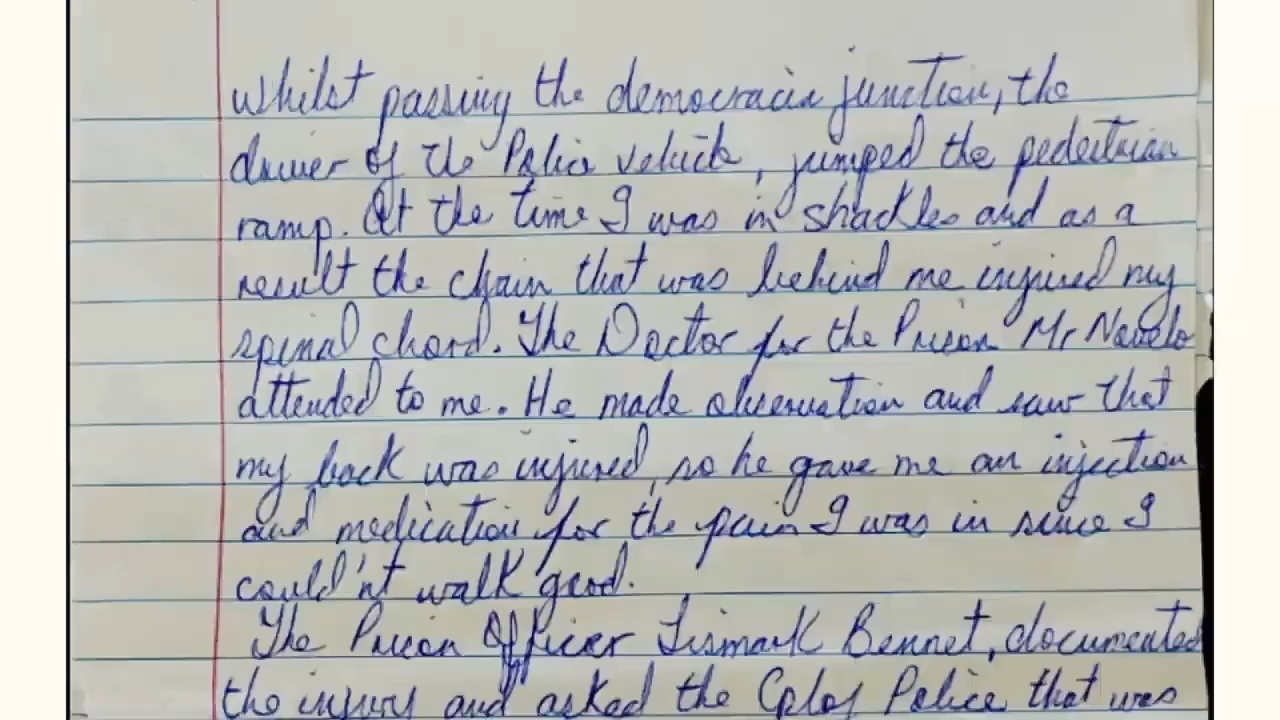 whilst passing the democracia junction, the
driver of the Police vehicle, jumped the pedestrian
ramp. At the time I was in shackles and as a
result the chain that was behind me injured my
spinal chord. The Doctor for the Prison Mr
attended to me. He made observation and saw that
my back was injured, so he gave me an injection
and medication for the pain I was in since I
could'nt walk good.
The Prison Officer Bennet, documented
the injury and asked the Police that was